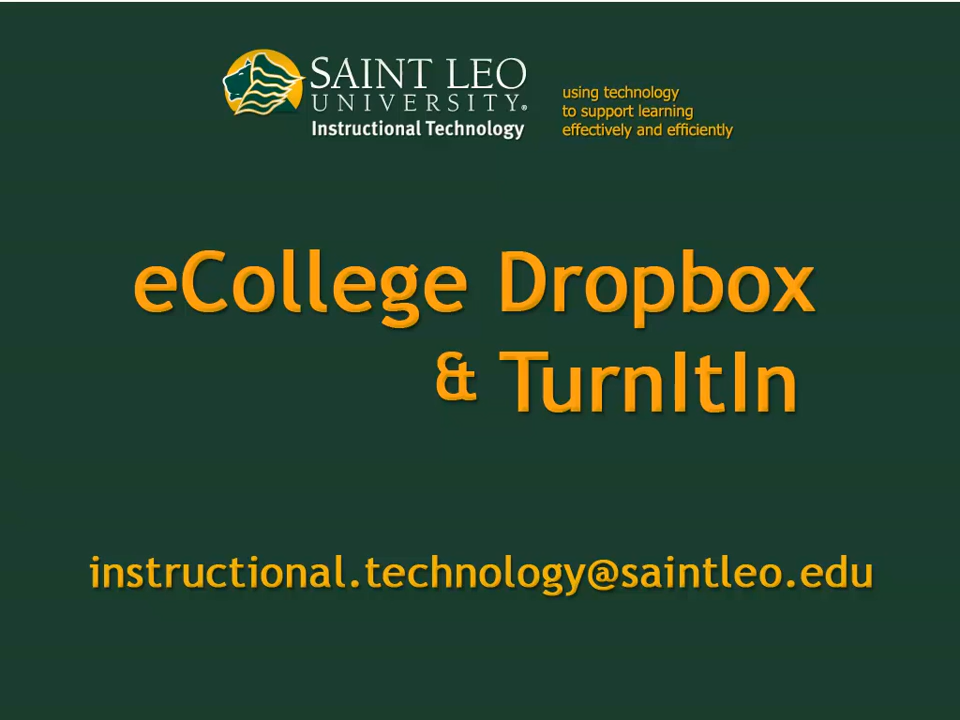 SAINT LEO
UNIVERSITY®
Instructional Technology
using technology
to support learning
effectively and efficiently
eCollege Dropbox
& TurnItIn
instructional.technology@saintleo.edu